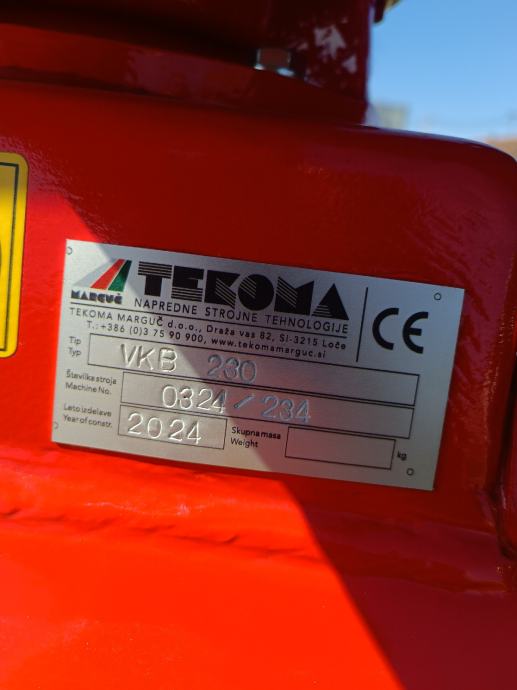 TEKOMA
MARGUČ
NAPREDNE STROJNE TEHNOLOGIJE
TEKOMA MARGUČ d.o.o., Draža vas 82, SI-3215 Loče
T.: +386 (0)3 75 90 900, www.tekomamarguc.si
CE
Tip
Typ
VKB 230
Številka stroja
Machine No.
0324/234
Leto izdelave
Year of constr.
2024
Skupna masa
Weight
kg